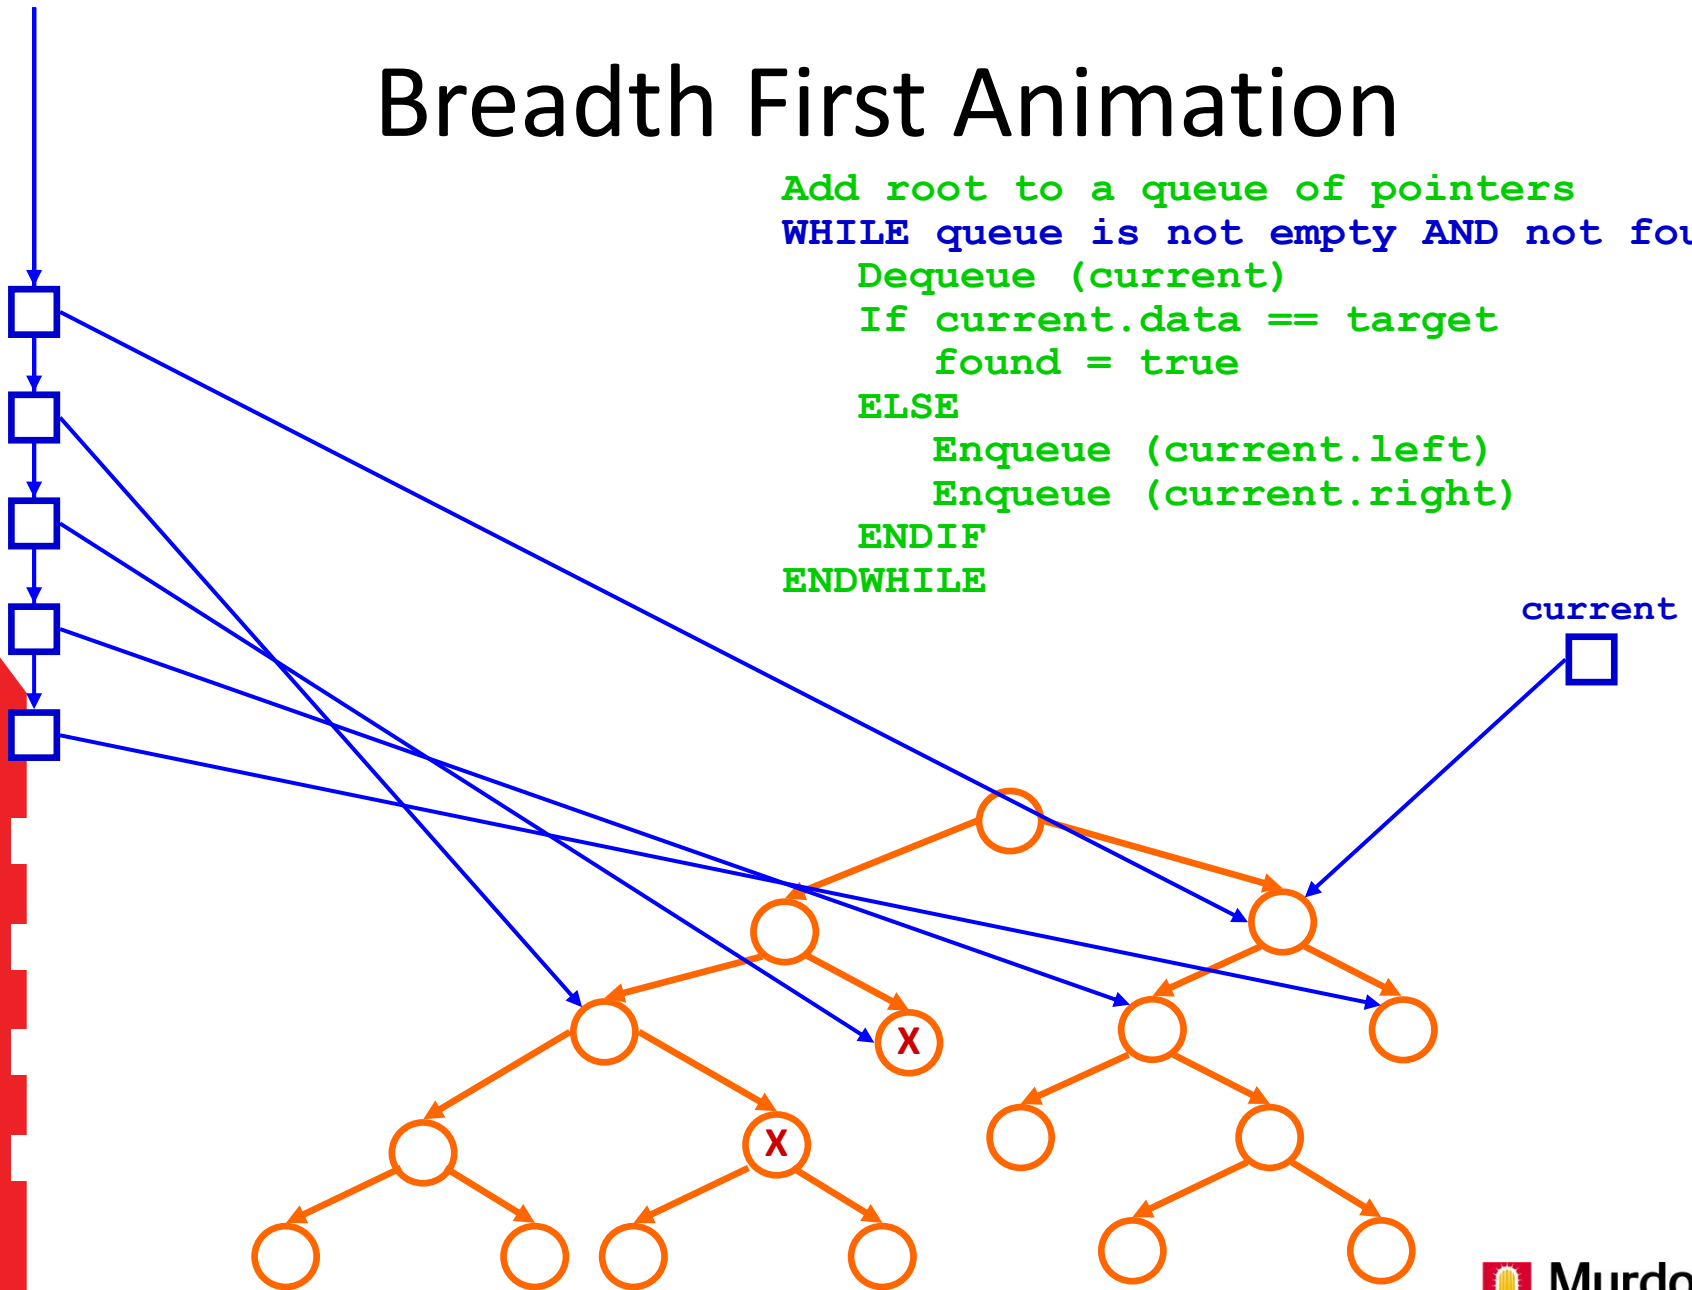 Breadth First Animation
Add root to a queue of pointers
WHILE queue is not empty AND not fou
Dequeue (current)
If current.data == target
found = true
ELSE
Enqueue (current.left)
Enqueue (current.right)
ENDIF
ENDWHILE
current
X
X
Murdo